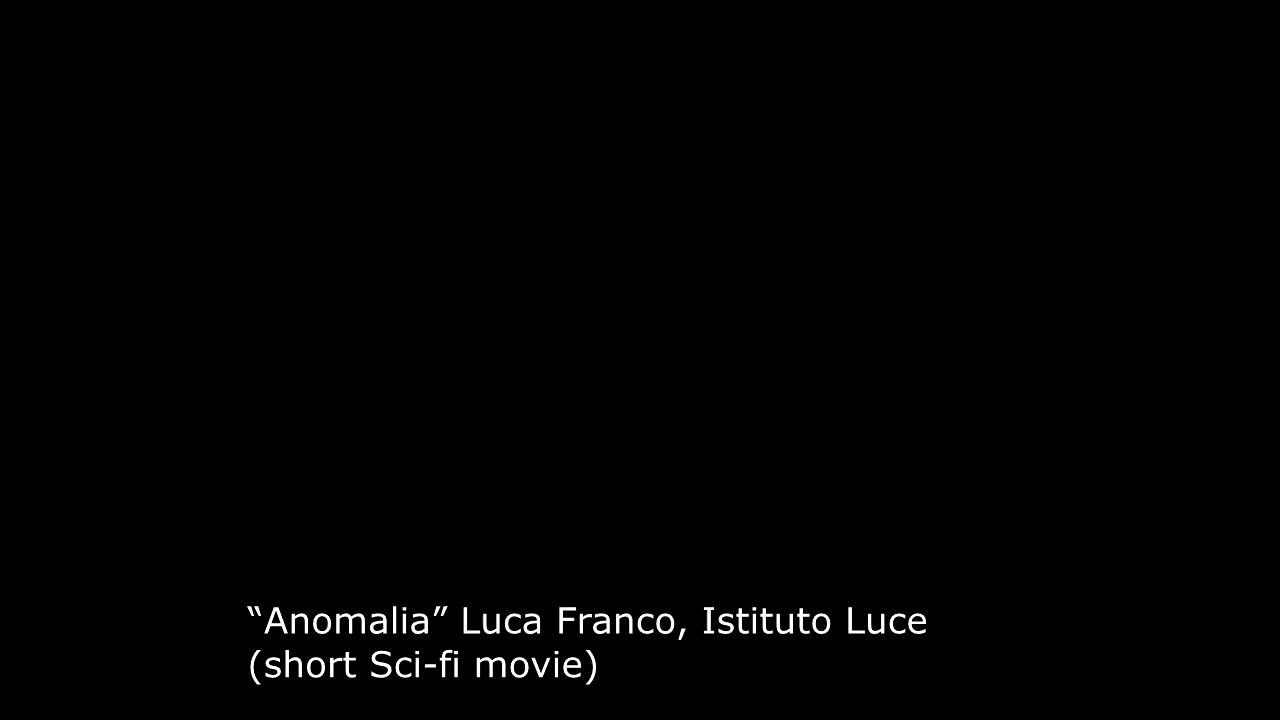 “Anomalia” Luca Franco, Istituto Luce
(short Sci-fi movie)